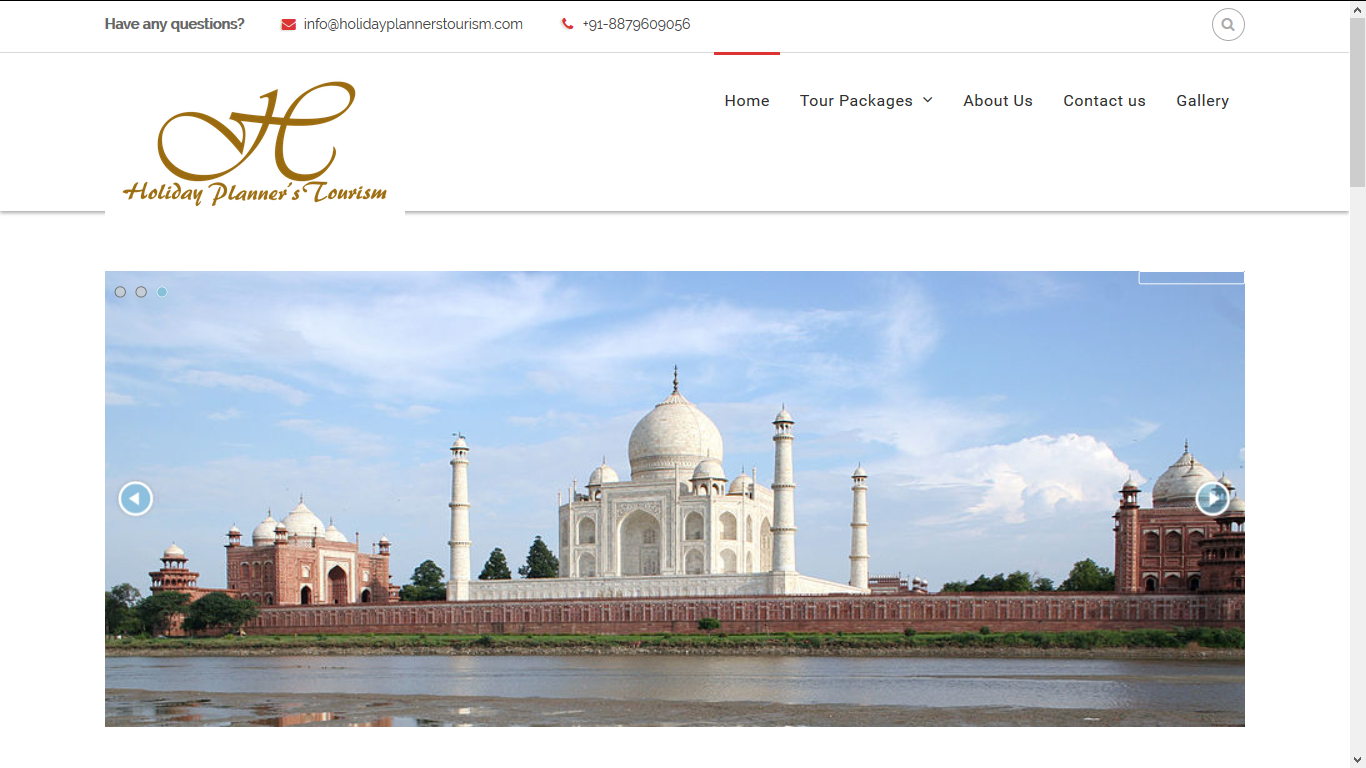 Have any questions? info@holidayplannerstourism.com +91-8879609056
Home Tour Packages About Us Contact us Gallery
H
Holiday Planner's Tourism